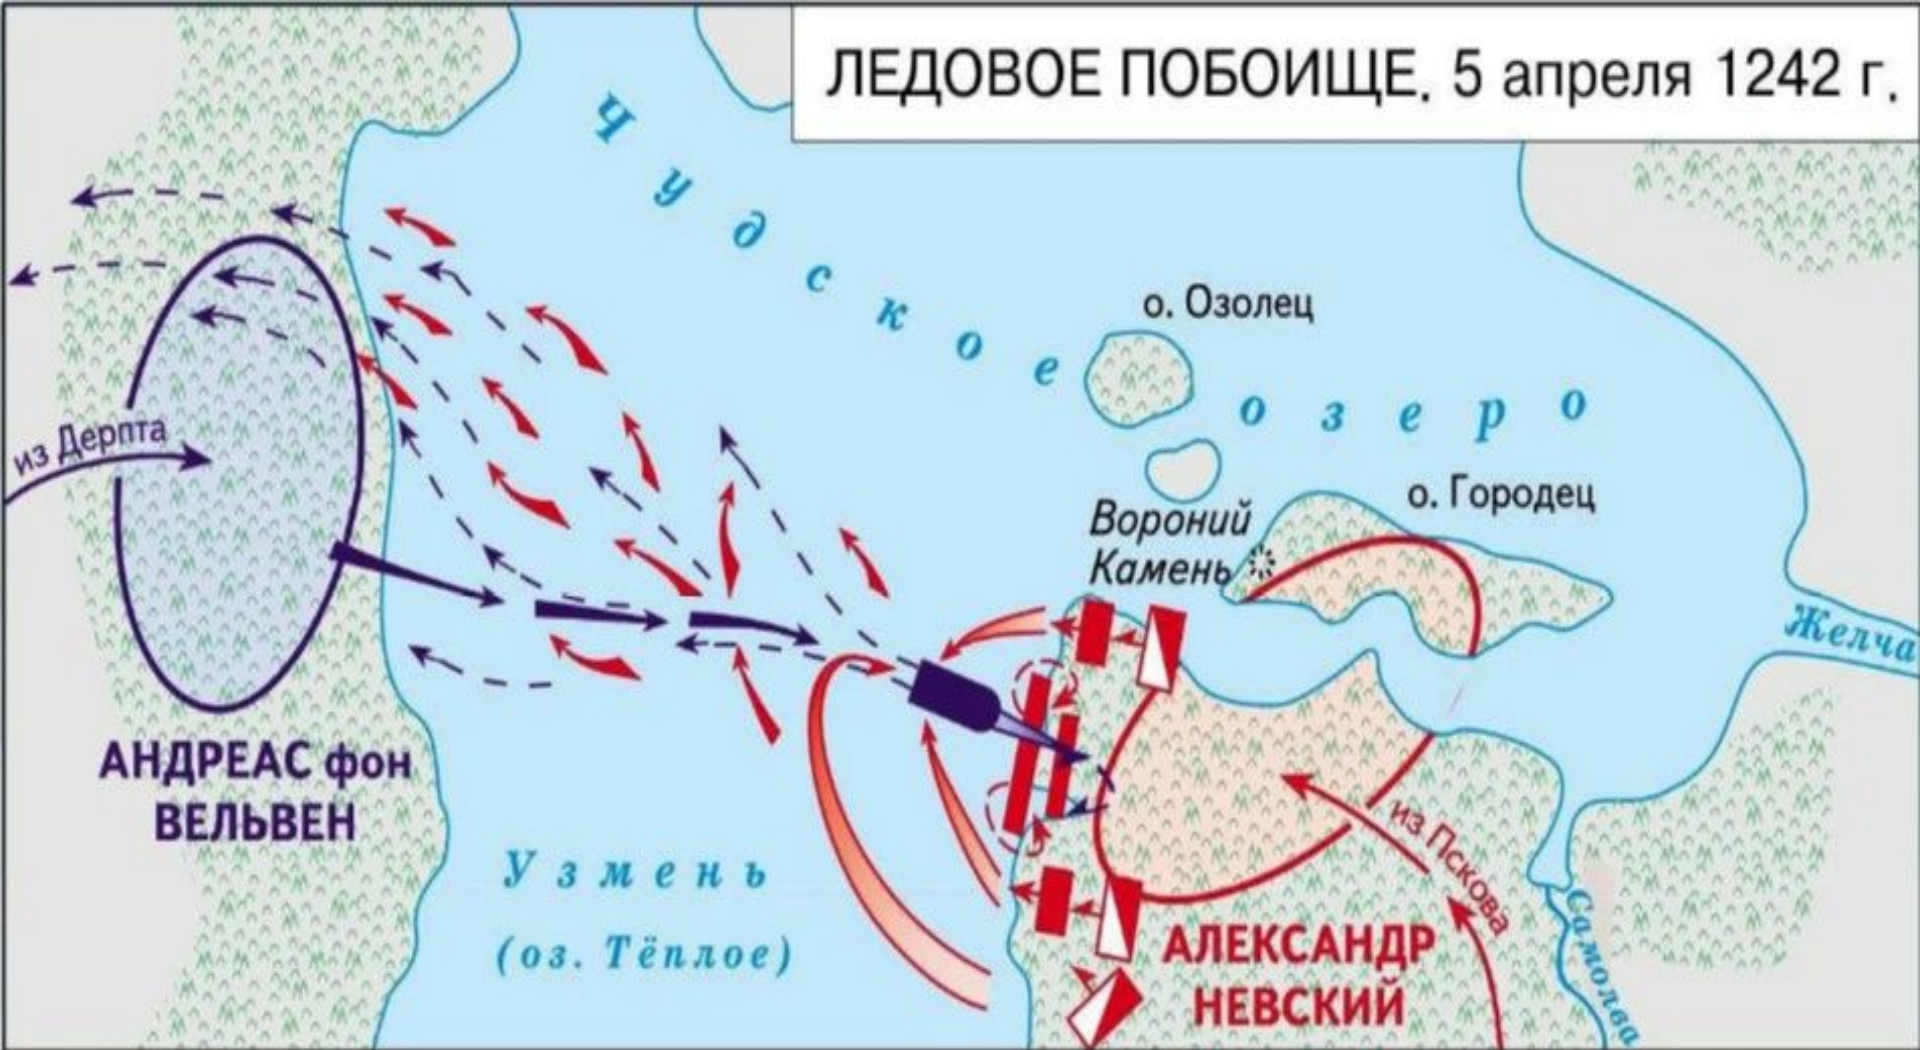 ЛЕДОВОЕ ПОБОИЩЕ. 5 апреля 1242 г.
Чудское
озеро
о. Озолец
о. Городец
Вороний
Камень
Желча
из Дерпта
АНДРЕАС фон
ВЕЛЬВЕН
Узмень
(оз. Тёплое)
из Пскова
Самолва
АЛЕКСАНДР
НЕВСКИЙ